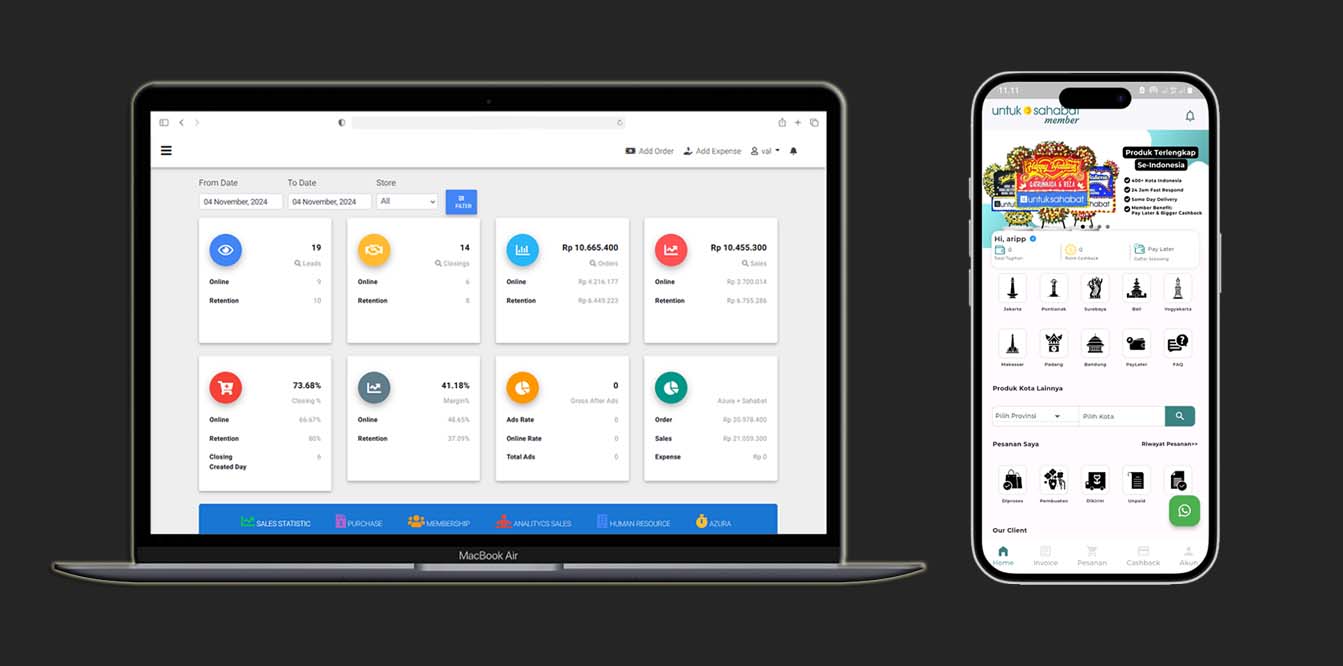 Add Order
Add Expense
val
From Date
To Date
Store
04 November, 2024
04 November, 2024
All
FILTER
19
Leads
Online 9
Retention 10
14
Closings
Online 6
Retention 8
Rp 10.665.400
Orders
Online Rp 4.216.177
Retention Rp 6.449.223
Rp 10.455.300
Sales
Online Rp 3.700.014
Retention Rp 6.755.286
73.68%
Closing %
Online 66.67%
Retention 80%
Closing 6
Created Day
41.18%
Margin%
Online 48.65%
Retention 37.09%
0
Gross After Ads
Ads Rate 0
Online Rate 0
Total Ads 0
Azura + Sahabat
Order Rp 20.978.400
Sales Rp 21.059.300
Expense Rp 0
SALES STATISTIC
PURCHASE
MEMBERSHIP
ANALITYCS SALES
HUMAN RESOURCE
AZURA
MacBook Air
11.11
untuk sahabat
member
Produk Terlengkap
Se-Indonesia
400+ Kota Indonesia
24 Jam Fast Respond
Same Day Delivery
Member Benefit:
Pay Later & Bigger Cashback
Happy Wedding
untuksahabat
Hi, aripp
0
Total Tagihan
0
Point Cashback
Pay Later
Daftar Sekarang
Jakarta
Pontianak
Surabaya
Bali
Yogyakarta
Makassar
Padang
Bandung
PayLater
FAQ
Produk Kota Lainnya
Pilih Provinsi
Pilih Kota
Pesanan Saya
Riwayat Pesanan>>
Diproses
Pembuatan
Dikirim
Unpaid
Our Client
Home
Invoice
Pesanan
Cashback
Akun